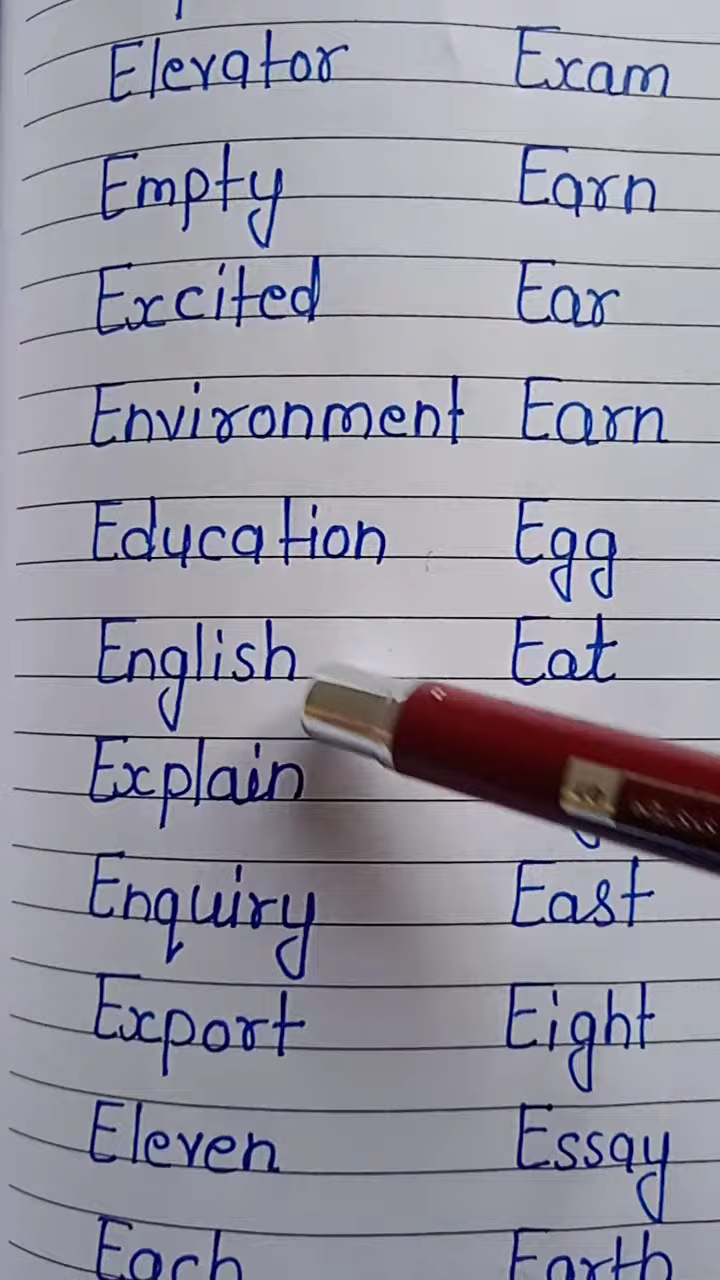 Elevator Exam
Empty Earn
Excited Ear
Environment Earn
Education Egg
English Eat
Explain
Enquiry East
Export Eight
Eleven Essay
Each Earth